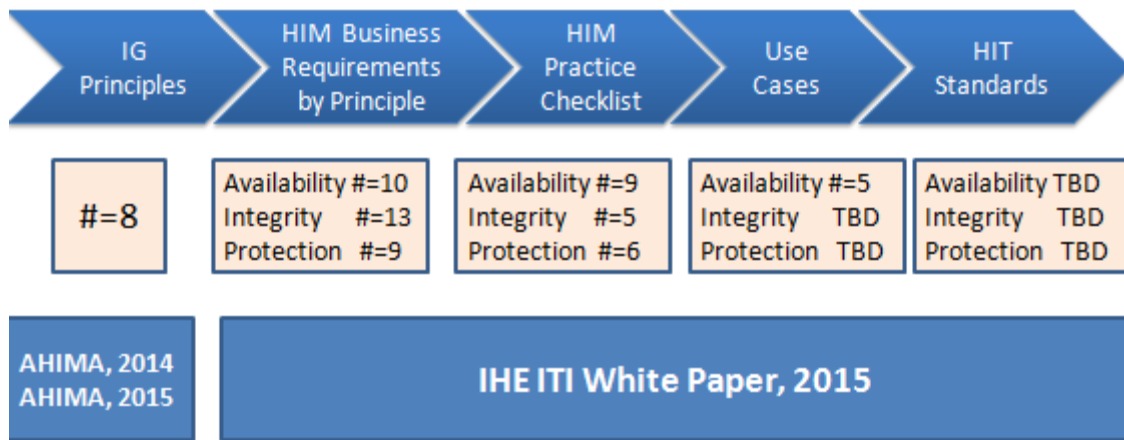 IG
Principles
HIM Business
Requirements
by Principle
HIM
Practice
Checklist
Use
Cases
HIT
Standards
#=8
Availability #=10
Integrity #=13
Protection #=9
Availability #=9
Integrity #=5
Protection #=6
Availability #=5
Integrity TBD
Protection TBD
Availability TBD
Integrity TBD
Protection TBD
AHIMA, 2014
AHIMA, 2015
IHE ITI White Paper, 2015